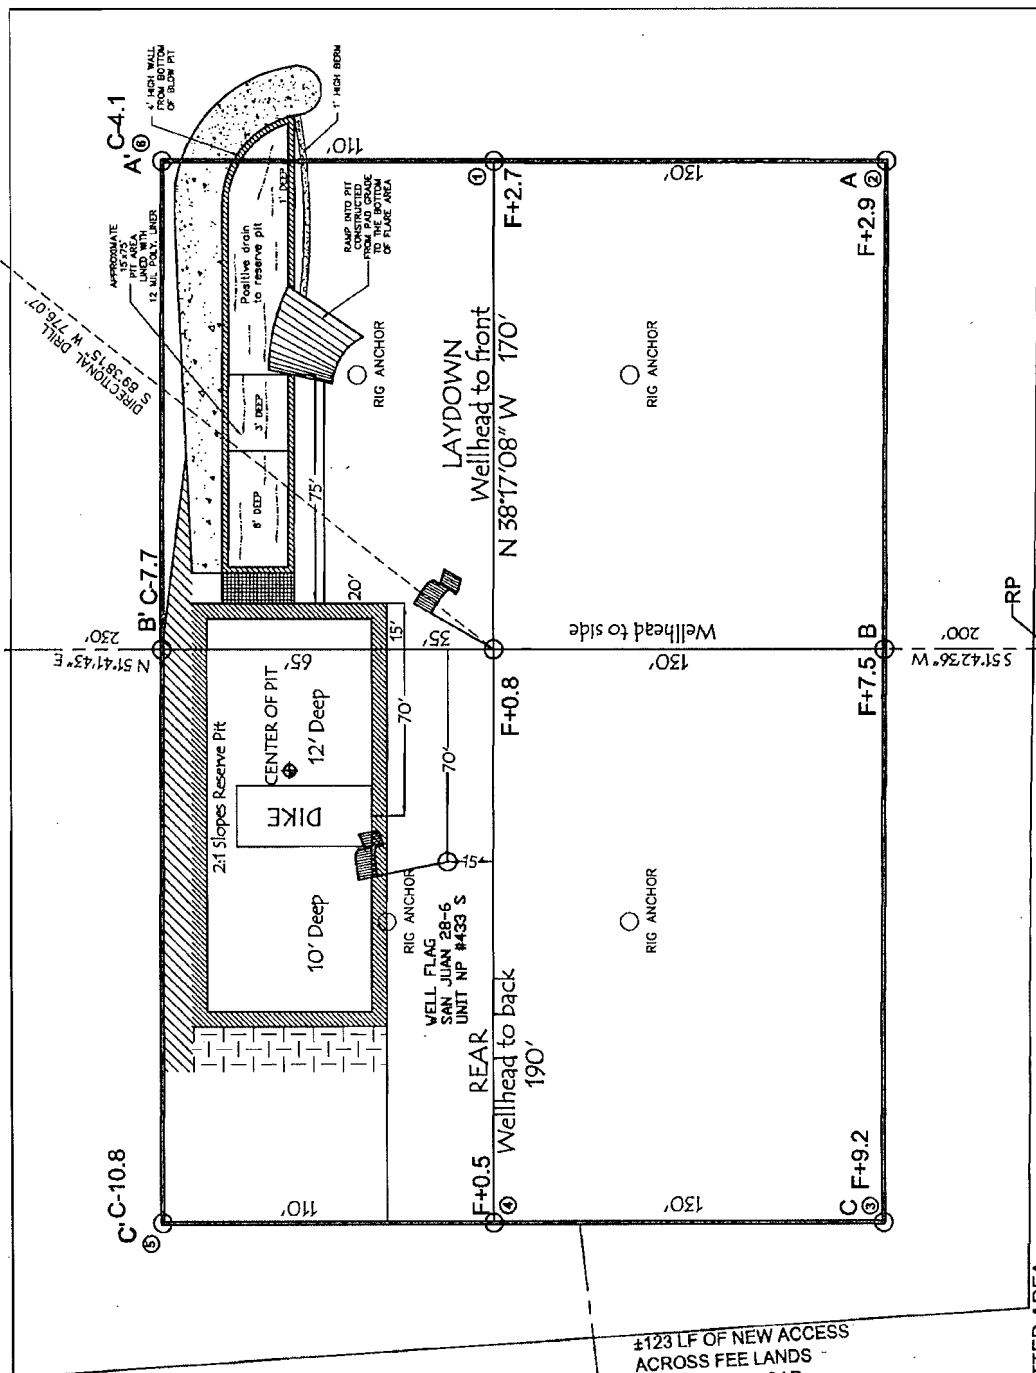 C-4.1
A'
6
4' HIGH WALL
FROM BOTTOM
OF BLOW PIT
1' HIGH BERM
110'
APPROXIMATE
15'x75'
PIT AREA
LINED WITH
12 MIL POLY. LINER
Positive drain
to reserve pit
1' DEEP
RAMP INTO PIT
CONSTRUCTED
FROM PAD GRADE
TO THE BOTTOM
OF FLARE AREA
DIRECTIONAL DRILL
S 89°38'15" W 776.07'
3' DEEP
8' DEEP
75'
RIG ANCHOR
1
F+2.7
130'
A
2
F+2.9
LAYDOWN
Wellhead to front
N 38°17'08" W 170'
RIG ANCHOR
B' C-7.7
230'
N 51°41'43" E
20'
15'
35'
65'
Wellhead to side
130'
F+0.8
RP
200'
S 51°42'36" W
B
F+7.5
2:1 Slopes Reserve Pit
CENTER OF PIT
12' Deep
DIKE
10' Deep
70'
70'
15'
RIG ANCHOR
WELL FLAG
SAN JUAN 28-6
UNIT NP #433 S
RIG ANCHOR
REAR
Wellhead to back
190'
C' C-10.8
5
110'
F+0.5
4
130'
C
3
F+9.2
±123 LF OF NEW ACCESS
ACROSS FEE LANDS